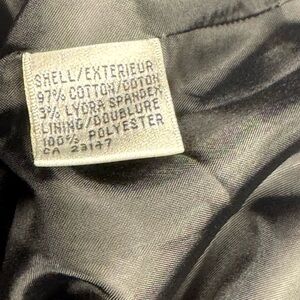 SHELL/EXTERIEUR
97% COTTON/COTON
3% LYCRA SPANDEX
LINING/DOUBLURE
100% POLYESTER
CA 23147